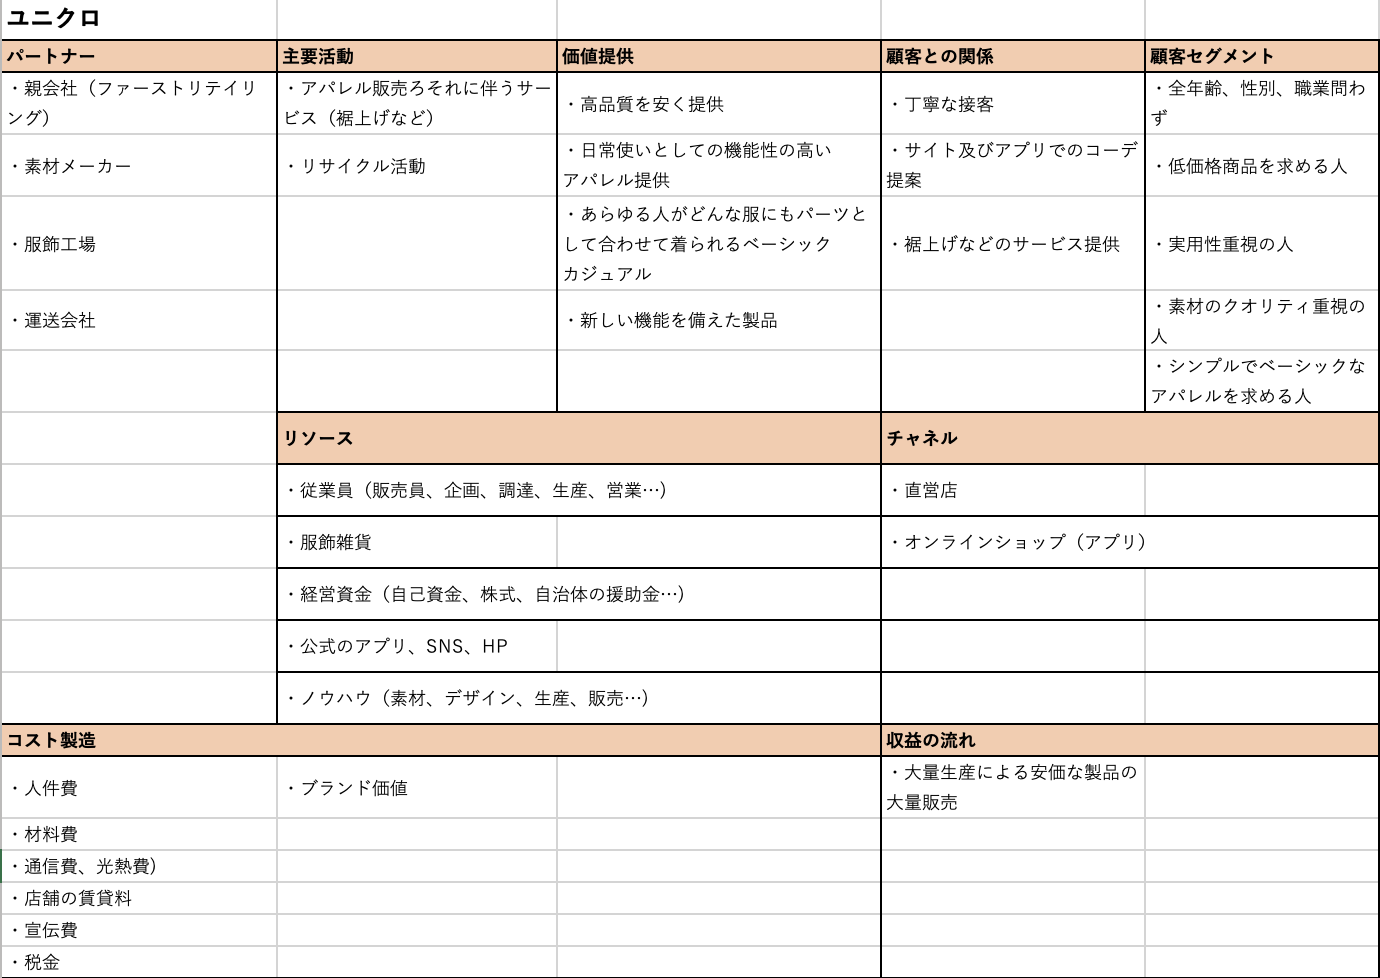 ユニクロ
パートナー
主要活動
価値提供
顧客との関係
顧客セグメント
・親会社（ファーストリテイリ
ング）
・アパレル販売ろそれに伴うサー
ビス（裾上げなど）
・高品質を安く提供
・丁寧な接客
・全年齢、性別、職業問わ
ず
・素材メーカー
・リサイクル活動
・日常使いとしての機能性の高い
アパレル提供
・サイト及びアプリでのコーデ
提案
・低価格商品を求める人
・服飾工場
・あらゆる人がどんな服にもパーツと
して合わせて着られるベーシック
カジュアル
・裾上げなどのサービス提供
・実用性重視の人
・運送会社
・新しい機能を備えた製品
・素材のクオリティ重視の
人
・シンプルでベーシックな
アパレルを求める人
リソース
チャネル
・従業員（販売員、企画、調達、生産、営業…）
・直営店
・服飾雑貨
・オンラインショップ（アプリ）
・経営資金（自己資金、株式、自治体の援助金…）
・公式のアプリ、SNS、HP
・ノウハウ（素材、デザイン、生産、販売…）
コスト製造
収益の流れ
・人件費
・ブランド価値
・大量生産による安価な製品の
大量販売
・材料費
・通信費、光熱費）
・店舗の賃貸料
・宣伝費
・税金